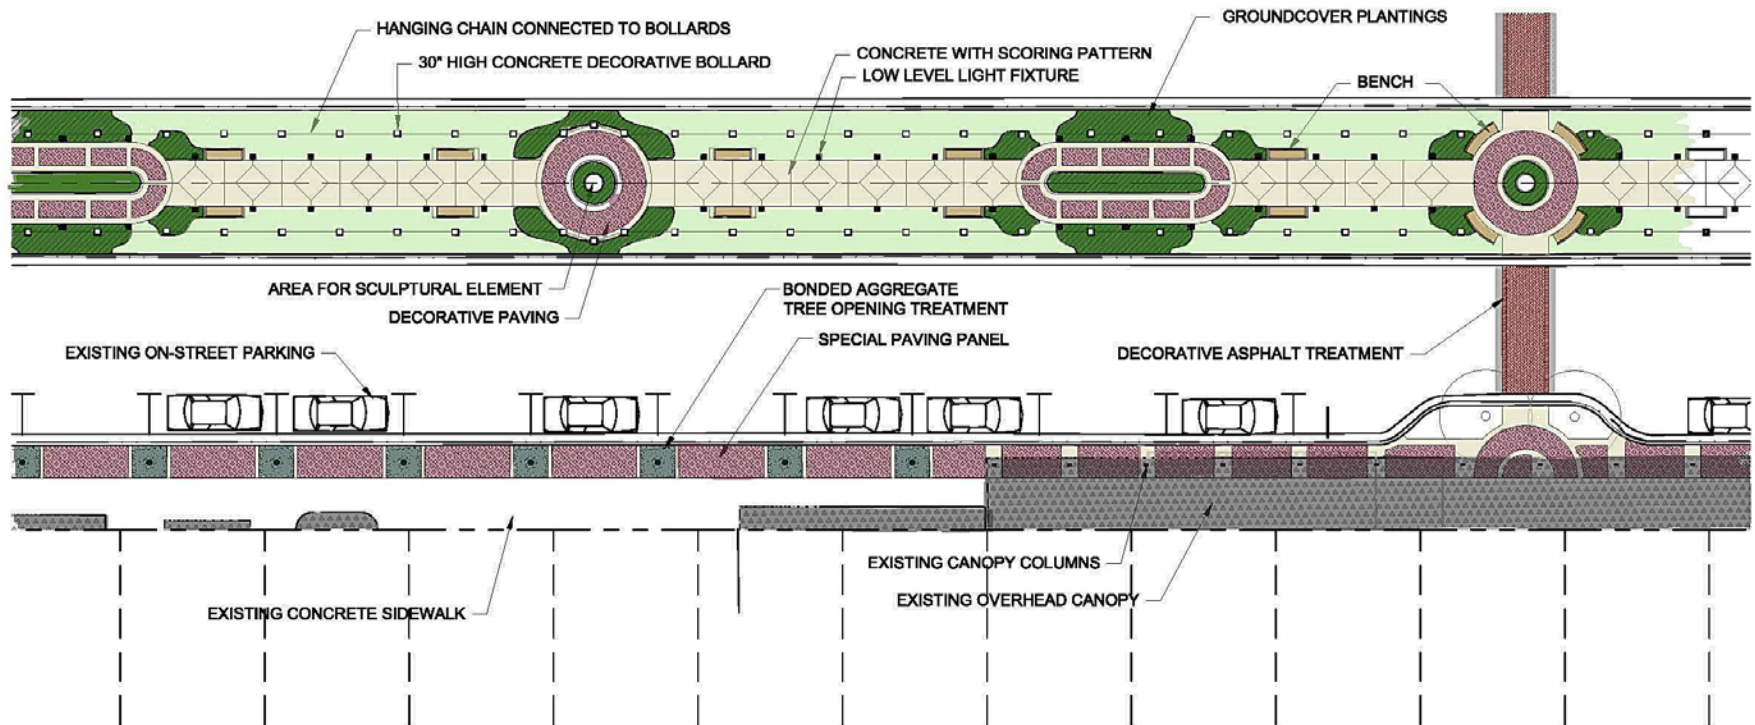 GROUNDCOVER PLANTINGS
HANGING CHAIN CONNECTED TO BOLLARDS
CONCRETE WITH SCORING PATTERN
30" HIGH CONCRETE DECORATIVE BOLLARD
LOW LEVEL LIGHT FIXTURE
BENCH
AREA FOR SCULPTURAL ELEMENT
BONDED AGGREGATE
TREE OPENING TREATMENT
DECORATIVE PAVING
SPECIAL PAVING PANEL
EXISTING ON-STREET PARKING
DECORATIVE ASPHALT TREATMENT
EXISTING CANOPY COLUMNS
EXISTING OVERHEAD CANOPY
EXISTING CONCRETE SIDEWALK